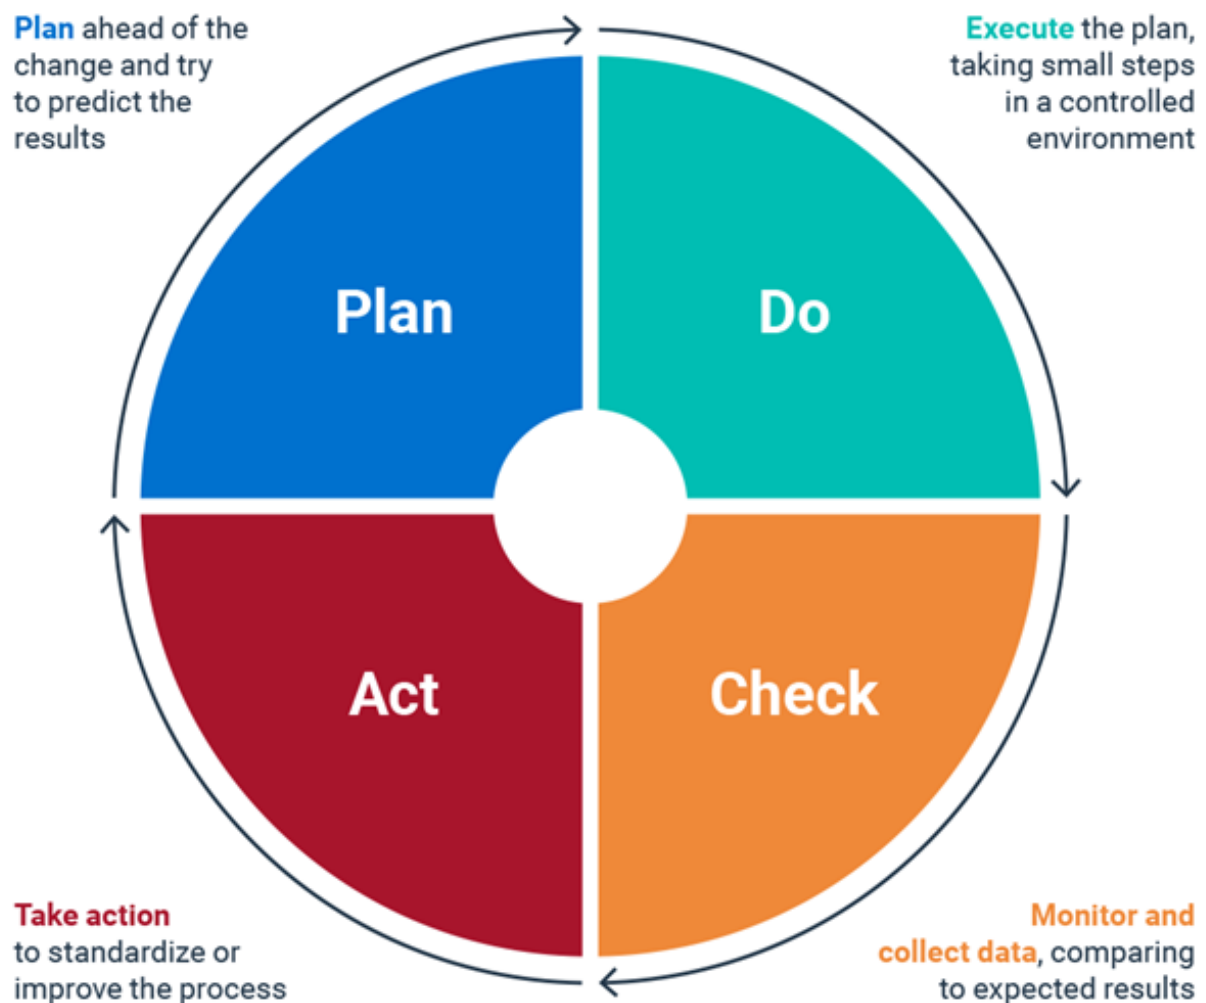 Plan ahead of the
change and try
to predict the
results
Execute the plan,
taking small steps
in a controlled
environment
Plan
Do
Act
Check
Take action
to standardize or
improve the process
Monitor and
collect data, comparing
to expected results